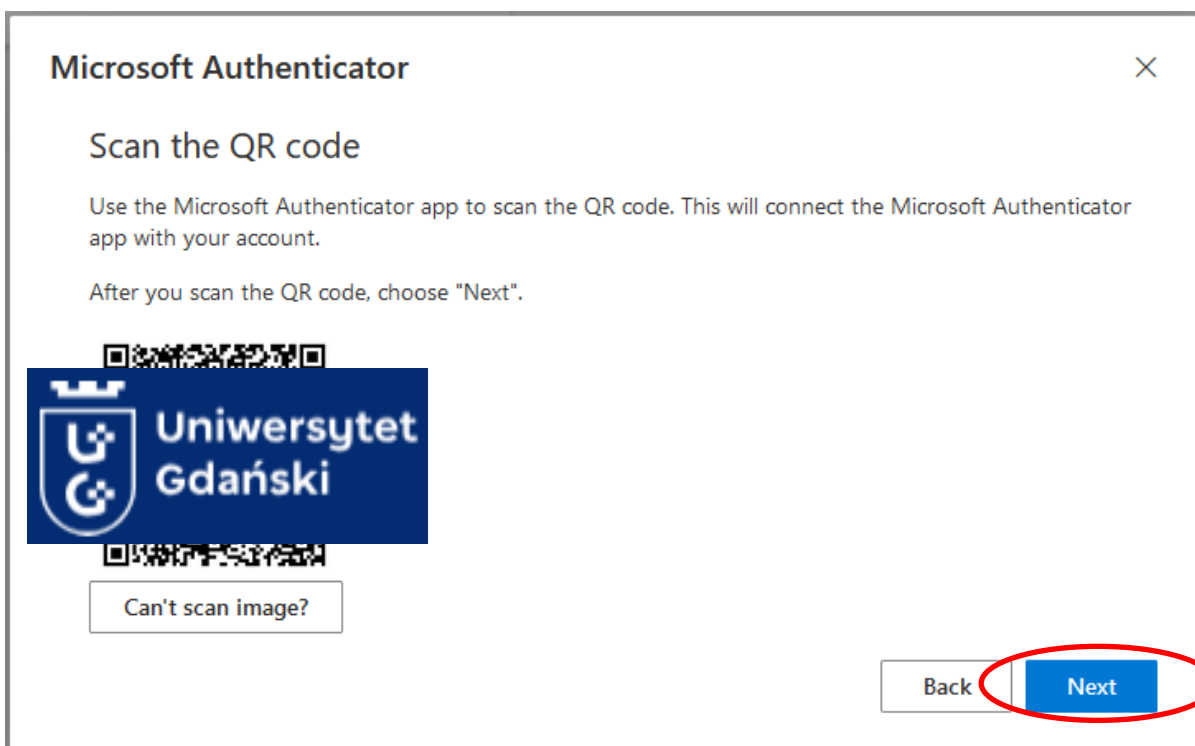 Microsoft Authenticator
Scan the QR code
Use the Microsoft Authenticator app to scan the QR code. This will connect the Microsoft Authenticator
app with your account.
After you scan the QR code, choose "Next".
Uniwersytet
Gdański
Can't scan image?
Back
Next